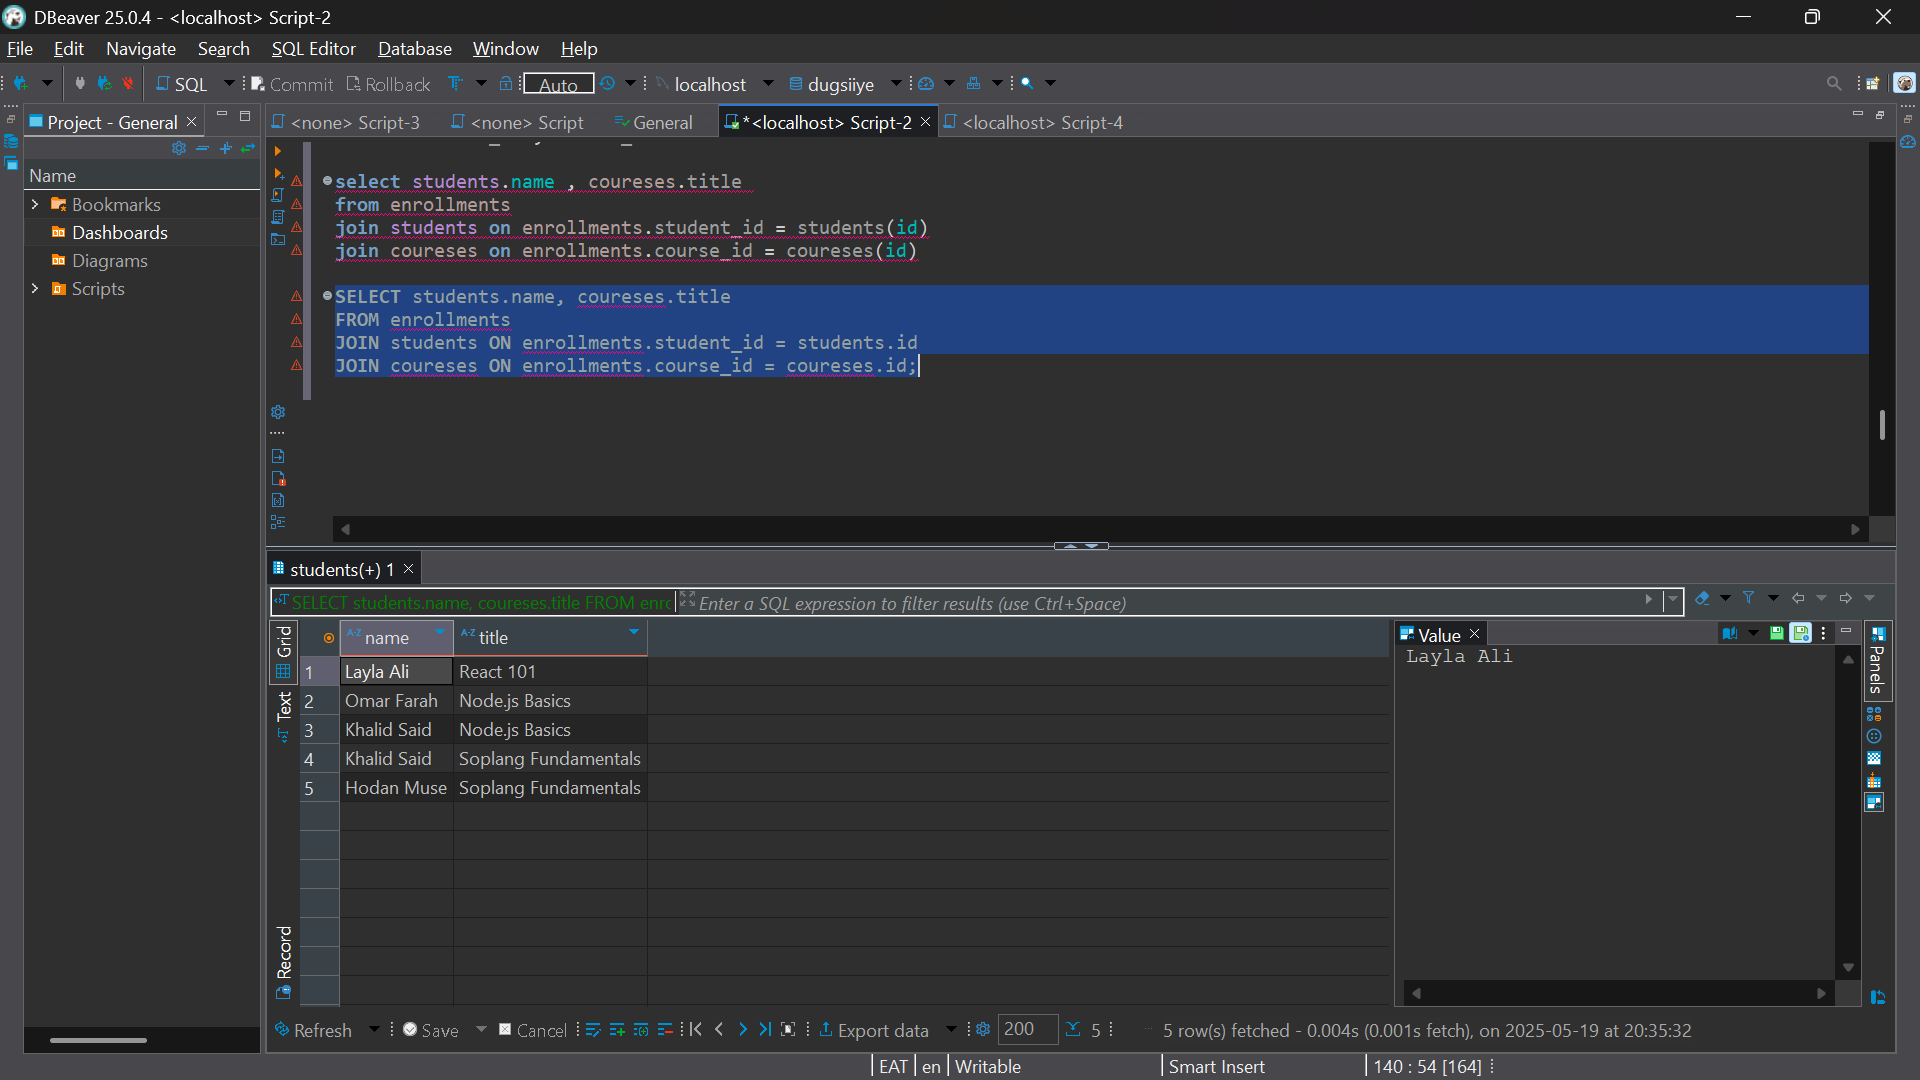 DBeaver 25.0.4 - <localhost> Script-2
File Edit Navigate Search SQL Editor Database Window Help
SQL Commit Rollback Auto localhost dugsiiye
Project - General
<none> Script-3 <none> Script General *<localhost> Script-2 <localhost> Script-4
Name
Bookmarks
Dashboards
Diagrams
Scripts
select students.name , coureses.title
from enrollments
join students on enrollments.student_id = students(id)
join coureses on enrollments.course_id = coureses(id)
SELECT students.name, coureses.title
FROM enrollments
JOIN students ON enrollments.student_id = students.id
JOIN coureses ON enrollments.course_id = coureses.id;
students(+) 1
SELECT students.name, coureses.title FROM enro
Enter a SQL expression to filter results (use Ctrl+Space)
Grid
Text
Record
name title
1 Layla Ali React 101
2 Omar Farah Node.js Basics
3 Khalid Said Node.js Basics
4 Khalid Said Soplang Fundamentals
5 Hodan Muse Soplang Fundamentals
Value
Layla Ali
Panels
Refresh Save Cancel Export data 200 5 5 row(s) fetched - 0.004s (0.001s fetch), on 2025-05-19 at 20:35:32
EAT en Writable Smart Insert 140 : 54 [164]